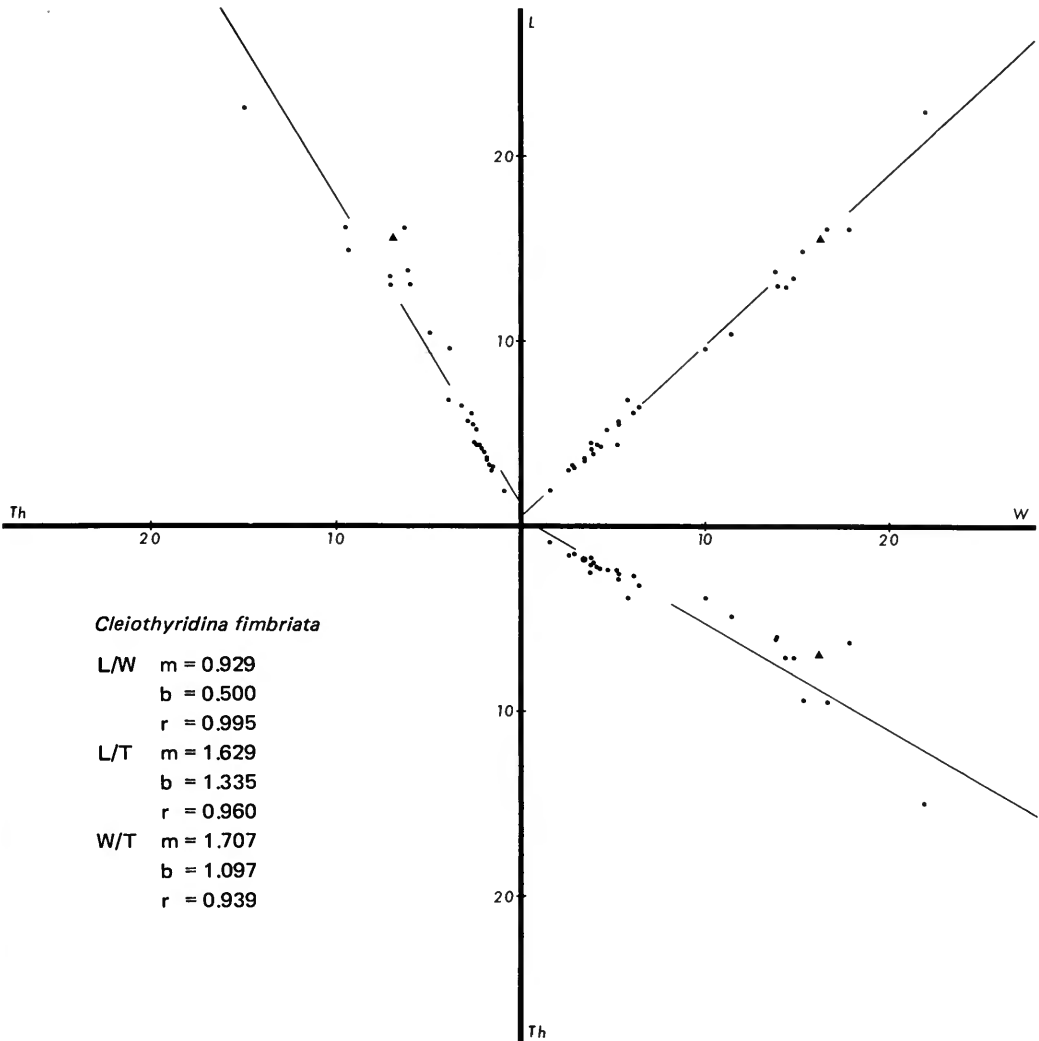 L
20
10
Th
20
10
10
20
W
Cleiothyridina fimbriata
L/W m = 0.929
b = 0.500
r = 0.995
L/T m = 1.629
b = 1.335
r = 0.960
W/T m = 1.707
b = 1.097
r = 0.939
10
20
Th